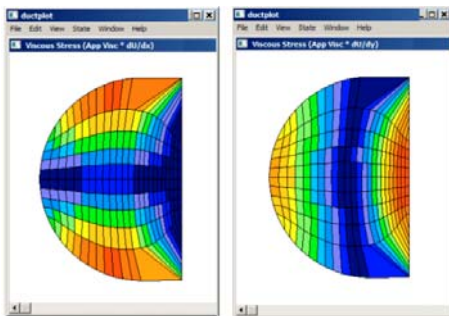 ductplot
File Edit View State Window Help
Viscous Stress (App Visc * dU/dx)
ductplot
File Edit View State Window Help
Viscous Stress (App Visc * dU/dy)